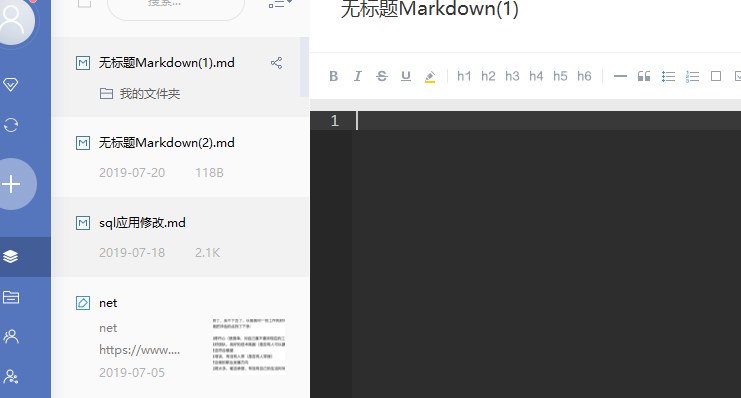 搜索...
无标题Markdown(1)
无标题Markdown(1).md
我的文件夹
B I S U h1 h2 h3 h4 h5 h6
1
无标题Markdown(2).md
2019-07-20 118B
sql应用修改.md
2019-07-18 2.1K
net
net
https://www....
2019-07-05